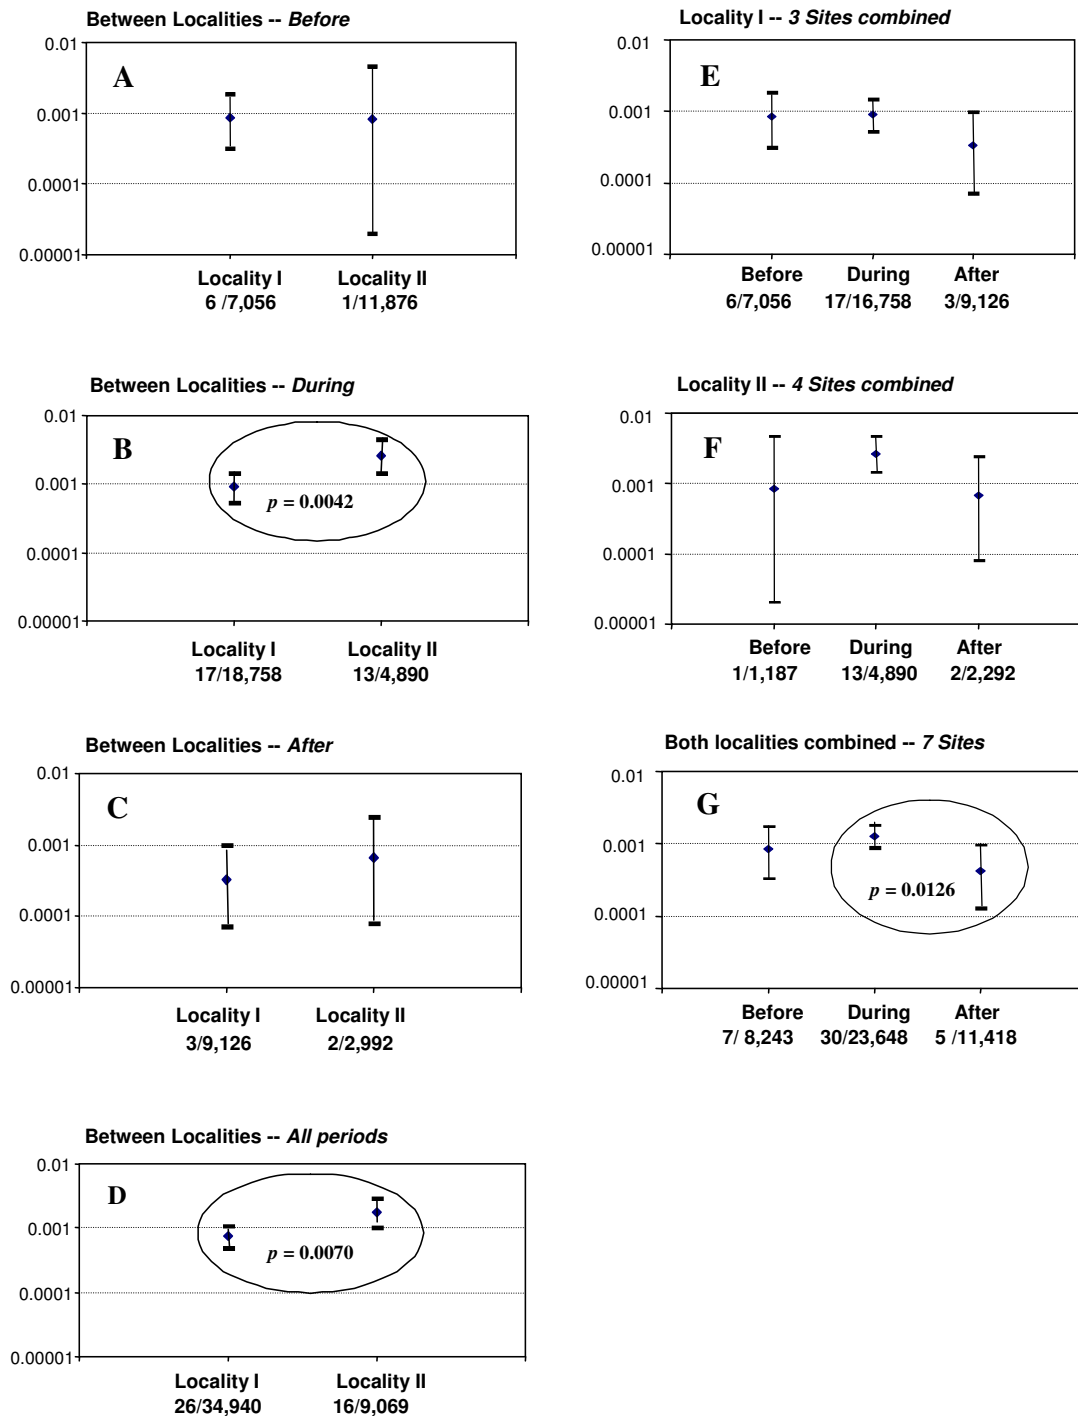 Between Localities -- Before
0.01
A
0.001
0.0001
0.00001
Locality I Locality II
6 /7,056 1/11,876
Between Localities -- During
0.01
B
0.001
p = 0.0042
0.0001
0.00001
Locality I Locality II
17/18,758 13/4,890
Between Localities -- After
0.01
C
0.001
0.0001
0.00001
Locality I Locality II
3/9,126 2/2,992
Between Localities -- All periods
0.01
D
0.001
p = 0.0070
0.0001
0.00001
Locality I Locality II
26/34,940 16/9,069
Locality I -- 3 Sites combined
0.01
E
0.001
0.0001
0.00001
Before During After
6/7,056 17/16,758 3/9,126
Locality II -- 4 Sites combined
0.01
F
0.001
0.0001
0.00001
Before During After
1/1,187 13/4,890 2/2,292
Both localities combined -- 7 Sites
0.01
G
0.001
p = 0.0126
0.0001
0.00001
Before During After
7/ 8,243 30/23,648 5 /11,418